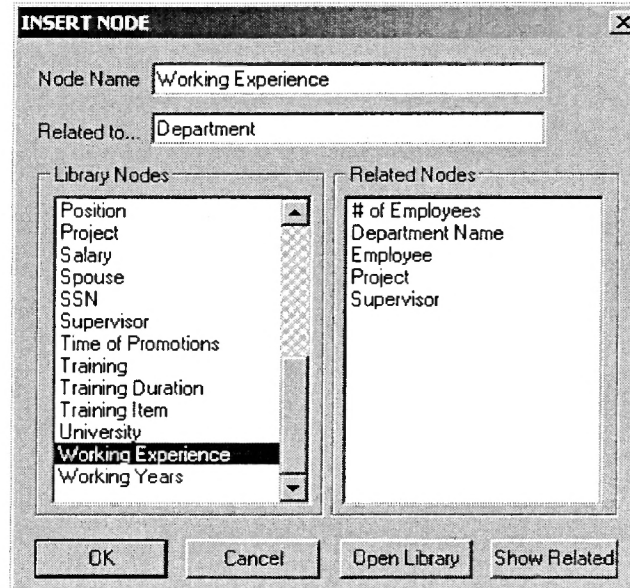 INSERT NODE
Node Name Working Experience
Related to... Department
Library Nodes
Position
Project
Salary
Spouse
SSN
Supervisor
Time of Promotions
Training
Training Duration
Training Item
University
Working Experience
Working Years
Related Nodes
# of Employees
Department Name
Employee
Project
Supervisor
OK Cancel Open Library Show Related